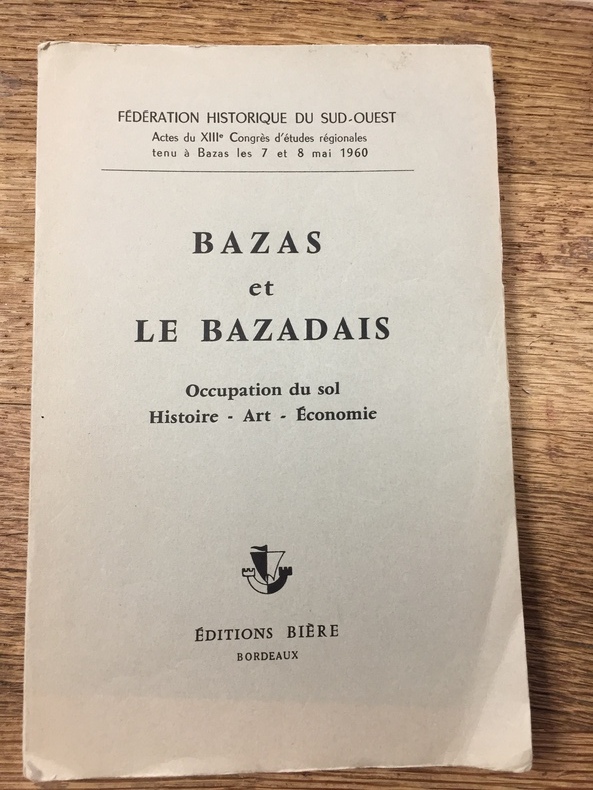 FÉDÉRATION HISTORIQUE DU SUD-OUEST
Actes du XIIIe Congrès d'études régionales
tenu à Bazas les 7 et 8 mai 1960
BAZAS
et
LE BAZADAIS
Occupation du sol
Histoire - Art - Économie
ÉDITIONS BIÈRE
BORDEAUX